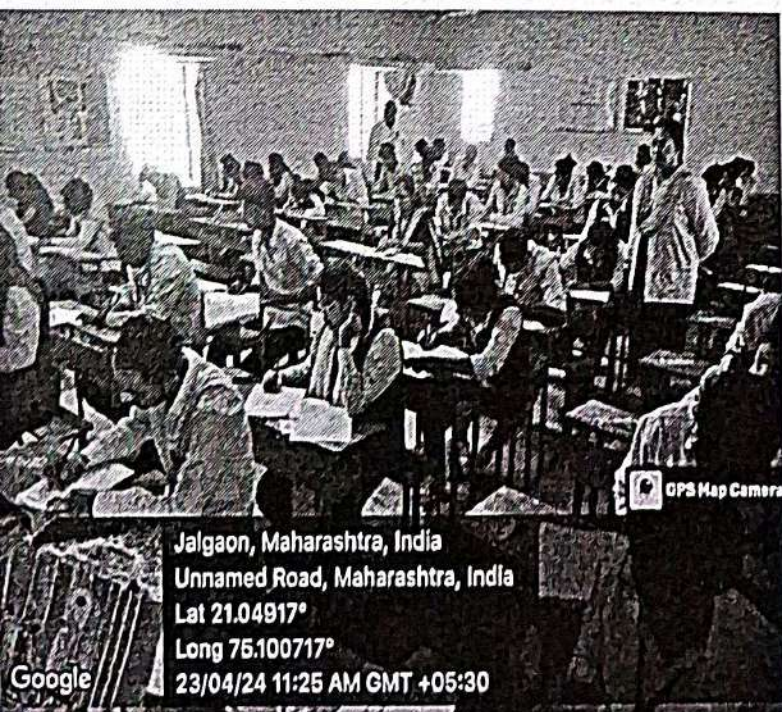 GPS Map Camera
Jalgaon, Maharashtra, India
Unnamed Road, Maharashtra, India
Lat 21.04917°
Long 75.100717°
23/04/24 11:25 AM GMT +05:30
Google